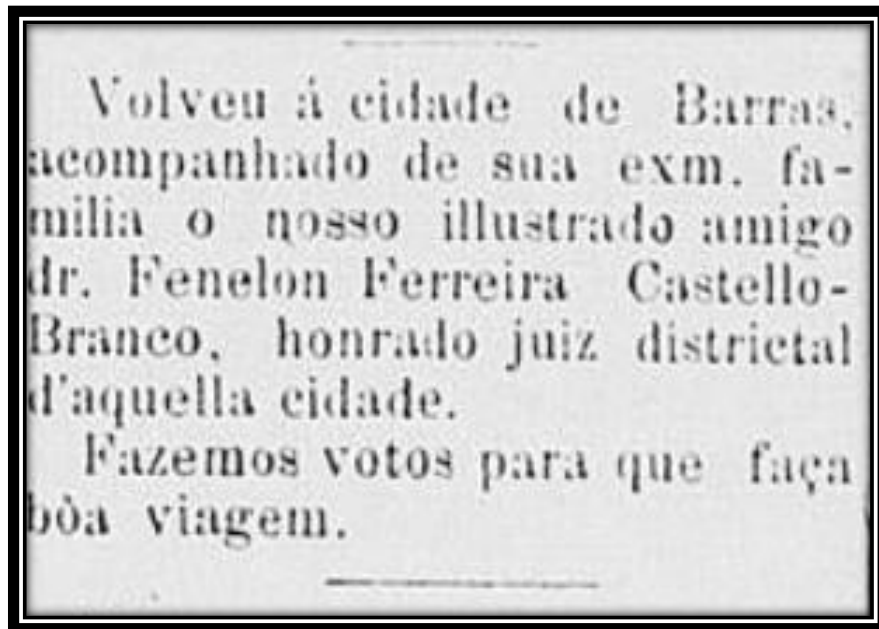 Volveu á cidade de Barras,
acompanhado de sua exm. fa-
milia o nosso illustrado amigo
dr. Fenelon Ferreira Castello-
Branco, honrado juiz districtal
d'aquella cidade.
Fazemos votos para que faça
bòa viagem.